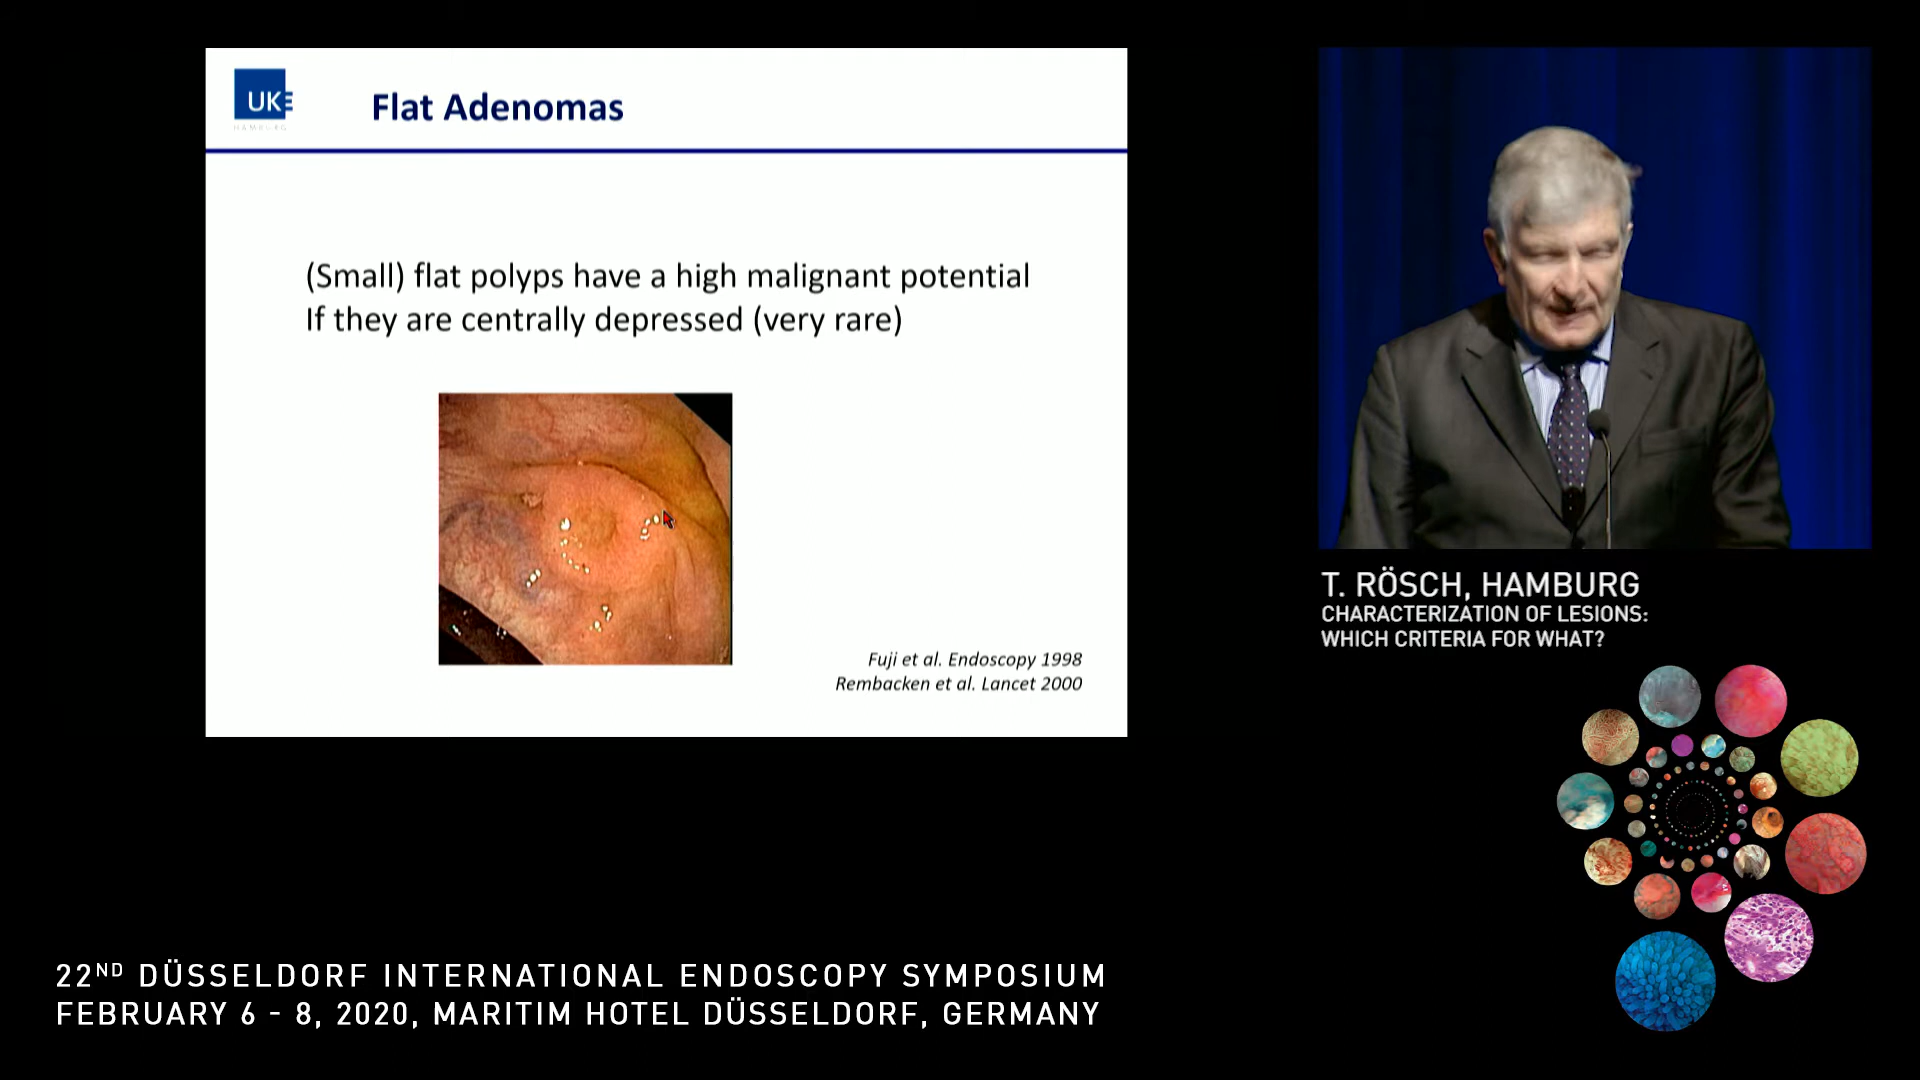 UKE
HAMBURG
Flat Adenomas
(Small) flat polyps have a high malignant potential
If they are centrally depressed (very rare)
Fuji et al. Endoscopy 1998
Rembacken et al. Lancet 2000
T. RÖSCH, HAMBURG
CHARACTERIZATION OF LESIONS:
WHICH CRITERIA FOR WHAT?
22ND DÜSSELDORF INTERNATIONAL ENDOSCOPY SYMPOSIUM
FEBRUARY 6 - 8, 2020, MARITIM HOTEL DÜSSELDORF, GERMANY